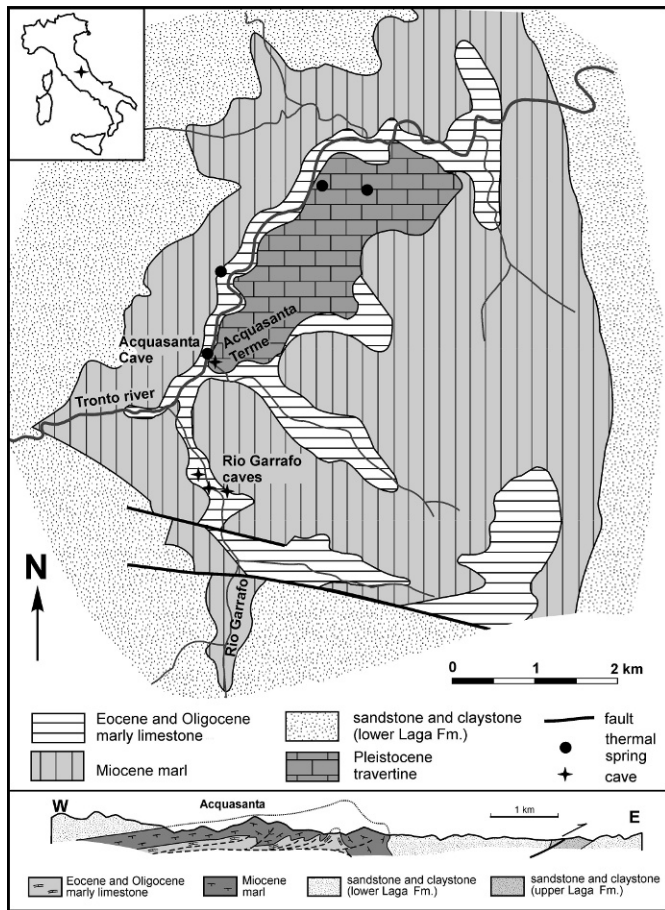 Acquasanta
Cave
Acquasanta
Terme
Tronto river
Rio Garrafo
caves
Rio Garrafo
N
0 1 2 km
Eocene and Oligocene
marly limestone
Miocene marl
sandstone and claystone
(lower Laga Fm.)
Pleistocene
travertine
fault
thermal
spring
cave
W
Acquasanta
1 km
E
Eocene and Oligocene
marly limestone
Miocene
marl
sandstone and claystone
(lower Laga Fm.)
sandstone and claystone
(upper Laga Fm.)